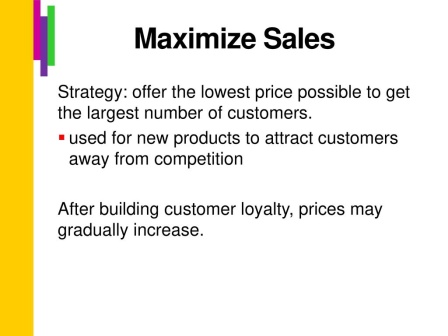 Maximize Sales
Strategy: offer the lowest price possible to get
the largest number of customers.
▪ used for new products to attract customers
away from competition
After building customer loyalty, prices may
gradually increase.